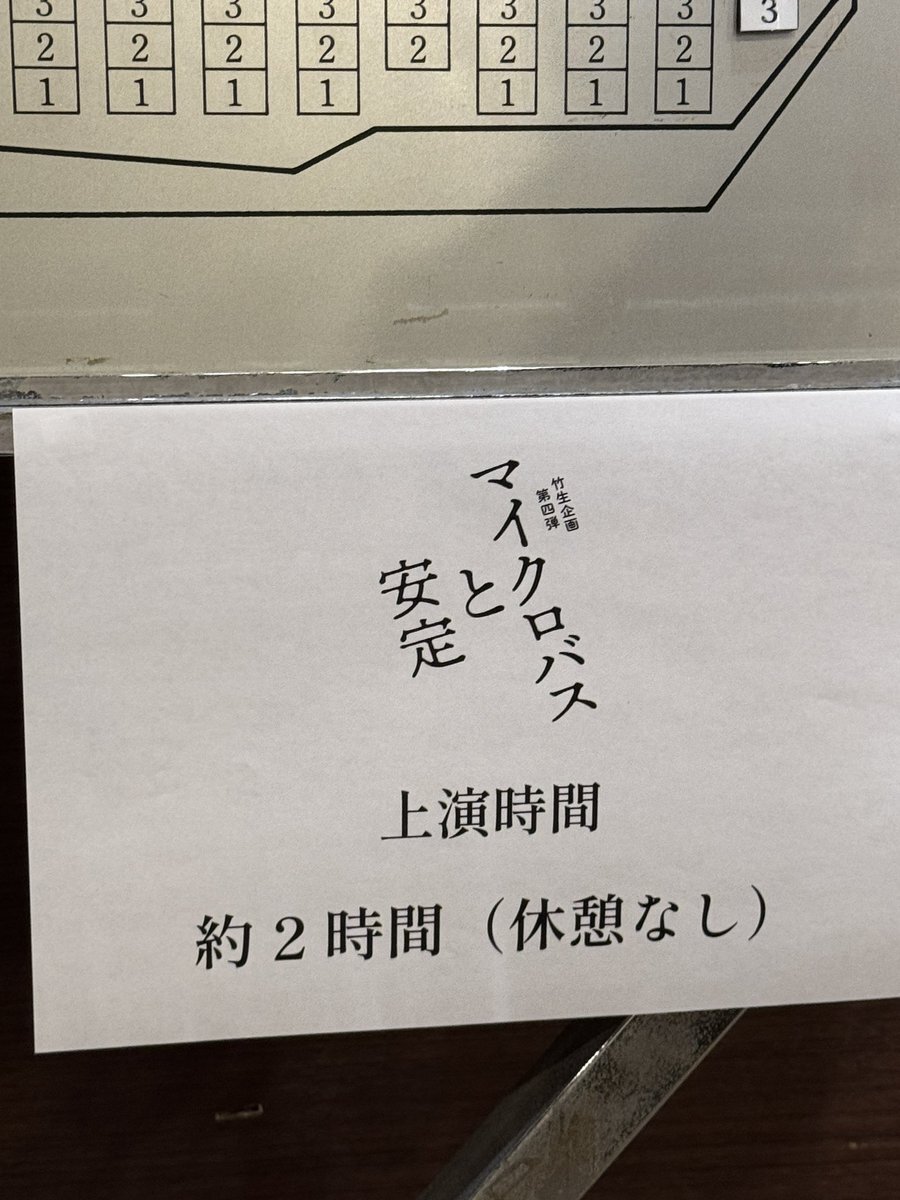 3 3 3 3 3 3 3 3 3
2 2 2 2 2 2 2 2
1 1 1 1 1 1 1
竹生企画
第四弾
マイクロバス
と
安定
上演時間
約2時間（休憩なし）